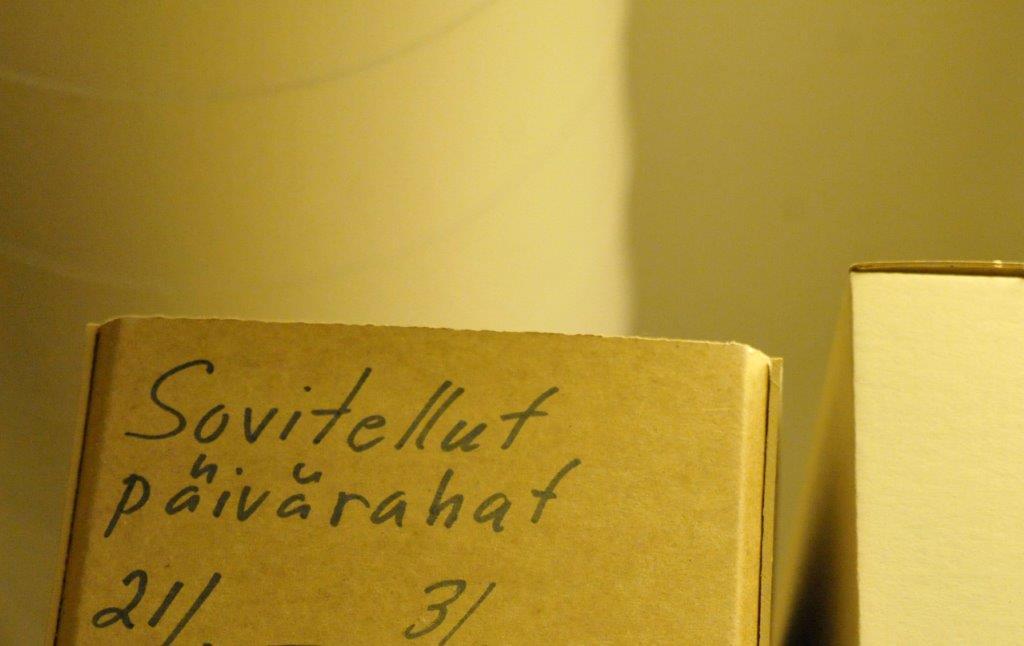 Sovitellut
päivärahat
21/ 3/